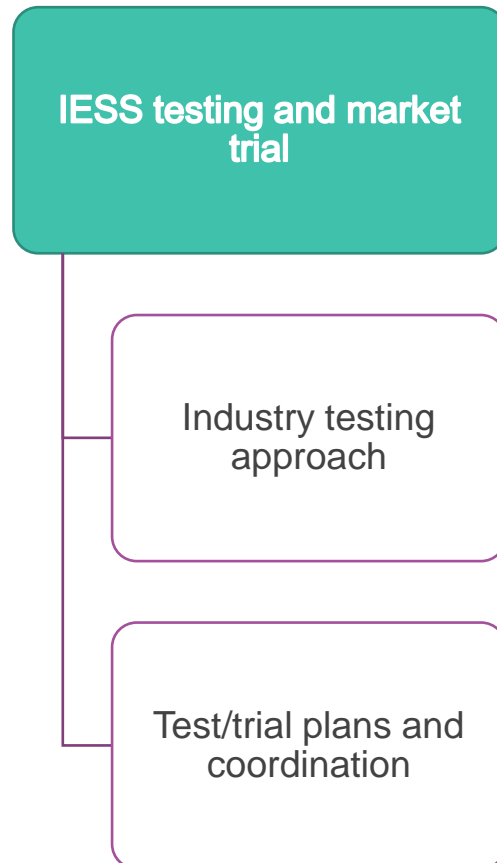 IESS testing and market
trial
Industry testing
approach
Test/trial plans and
coordination